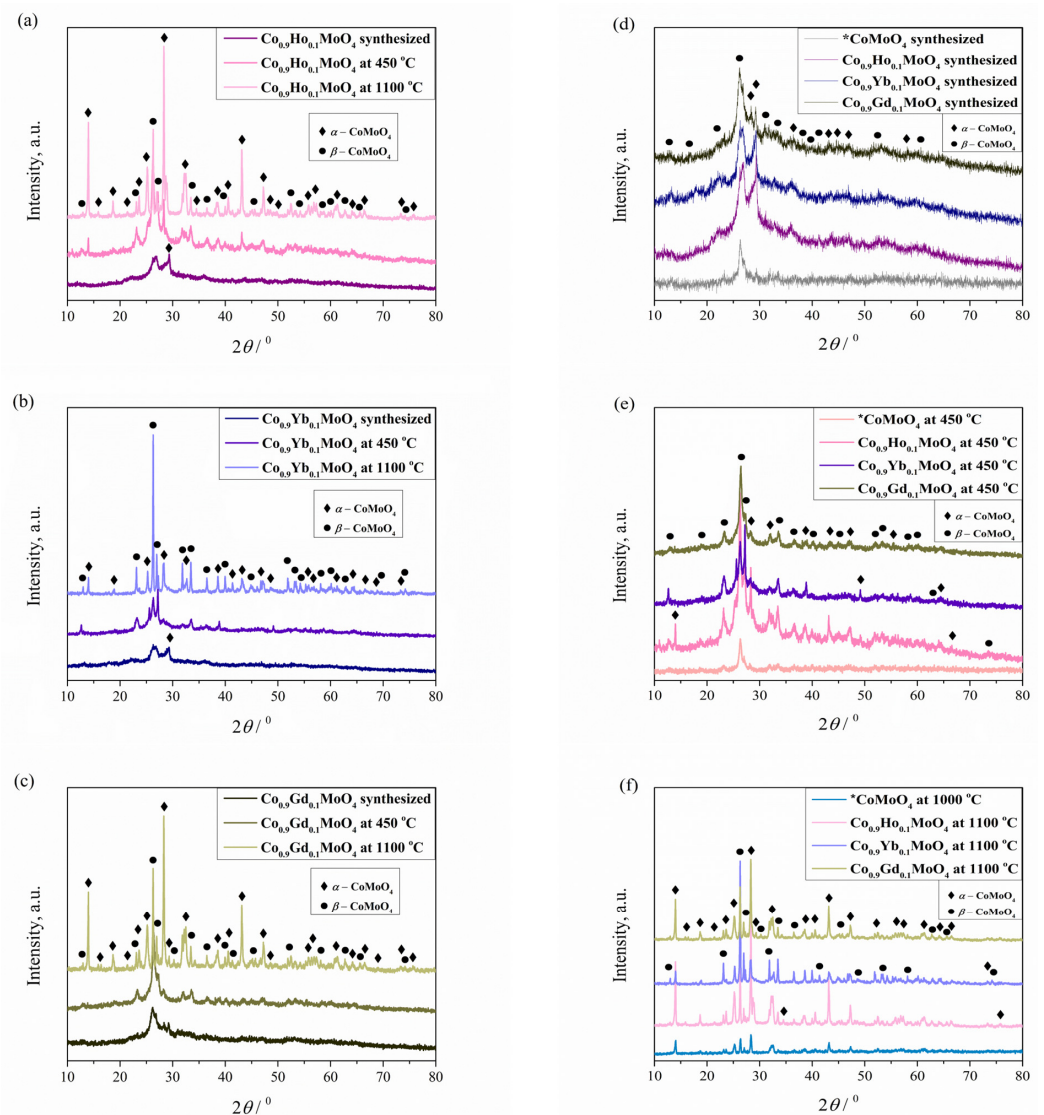 (a)
Co0.9Ho0.1MoO4 synthesized
Co0.9Ho0.1MoO4 at 450 °C
Co0.9Ho0.1MoO4 at 1100 °C
♦ α – CoMoO4
● β – CoMoO4
Intensity, a.u.
10 20 30 40 50 60 70 80
2θ / 0
(b)
Co0.9Yb0.1MoO4 synthesized
Co0.9Yb0.1MoO4 at 450 °C
Co0.9Yb0.1MoO4 at 1100 °C
♦ α – CoMoO4
● β – CoMoO4
Intensity, a.u.
10 20 30 40 50 60 70 80
2θ / 0
(c)
Co0.9Gd0.1MoO4 synthesized
Co0.9Gd0.1MoO4 at 450 °C
Co0.9Gd0.1MoO4 at 1100 °C
♦ α – CoMoO4
● β – CoMoO4
Intensity, a.u.
10 20 30 40 50 60 70 80
2θ / 0
(d)
*CoMoO4 synthesized
Co0.9Ho0.1MoO4 synthesized
Co0.9Yb0.1MoO4 synthesized
Co0.9Gd0.1MoO4 synthesized
♦ α – CoMoO4
● β – CoMoO4
Intensity, a.u.
10 20 30 40 50 60 70 80
2θ / 0
(e)
*CoMoO4 at 450 °C
Co0.9Ho0.1MoO4 at 450 °C
Co0.9Yb0.1MoO4 at 450 °C
Co0.9Gd0.1MoO4 at 450 °C
♦ α – CoMoO4
● β – CoMoO4
Intensity, a.u.
10 20 30 40 50 60 70 80
2θ / 0
(f)
*CoMoO4 at 1000 °C
Co0.9Ho0.1MoO4 at 1100 °C
Co0.9Yb0.1MoO4 at 1100 °C
Co0.9Gd0.1MoO4 at 1100 °C
♦ α – CoMoO4
● β – CoMoO4
Intensity, a.u.
10 20 30 40 50 60 70 80
2θ / 0